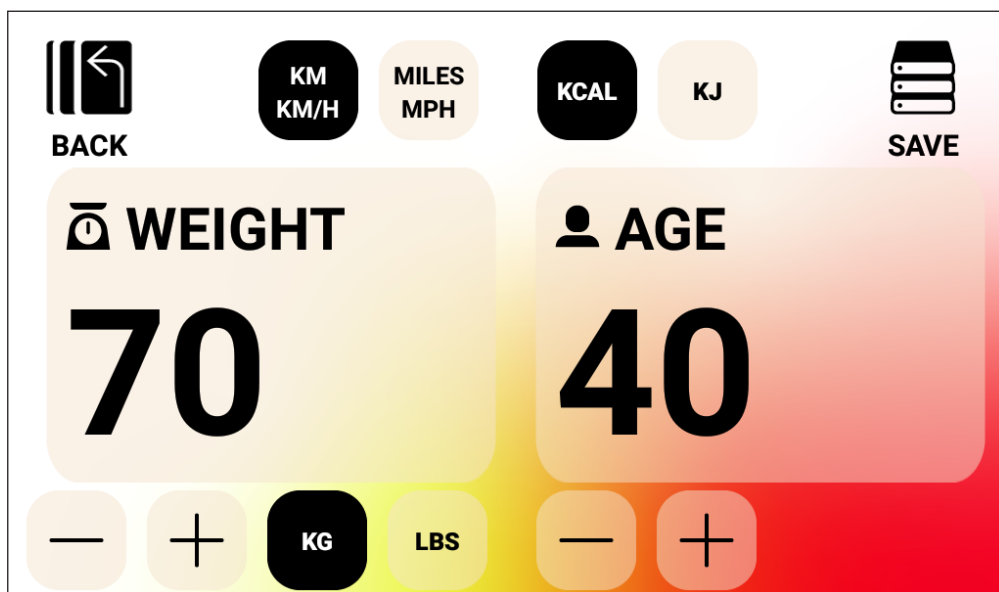 BACK
KM
KM/H
MILES
MPH
KCAL
KJ
SAVE
WEIGHT
70
AGE
40
KG
LBS